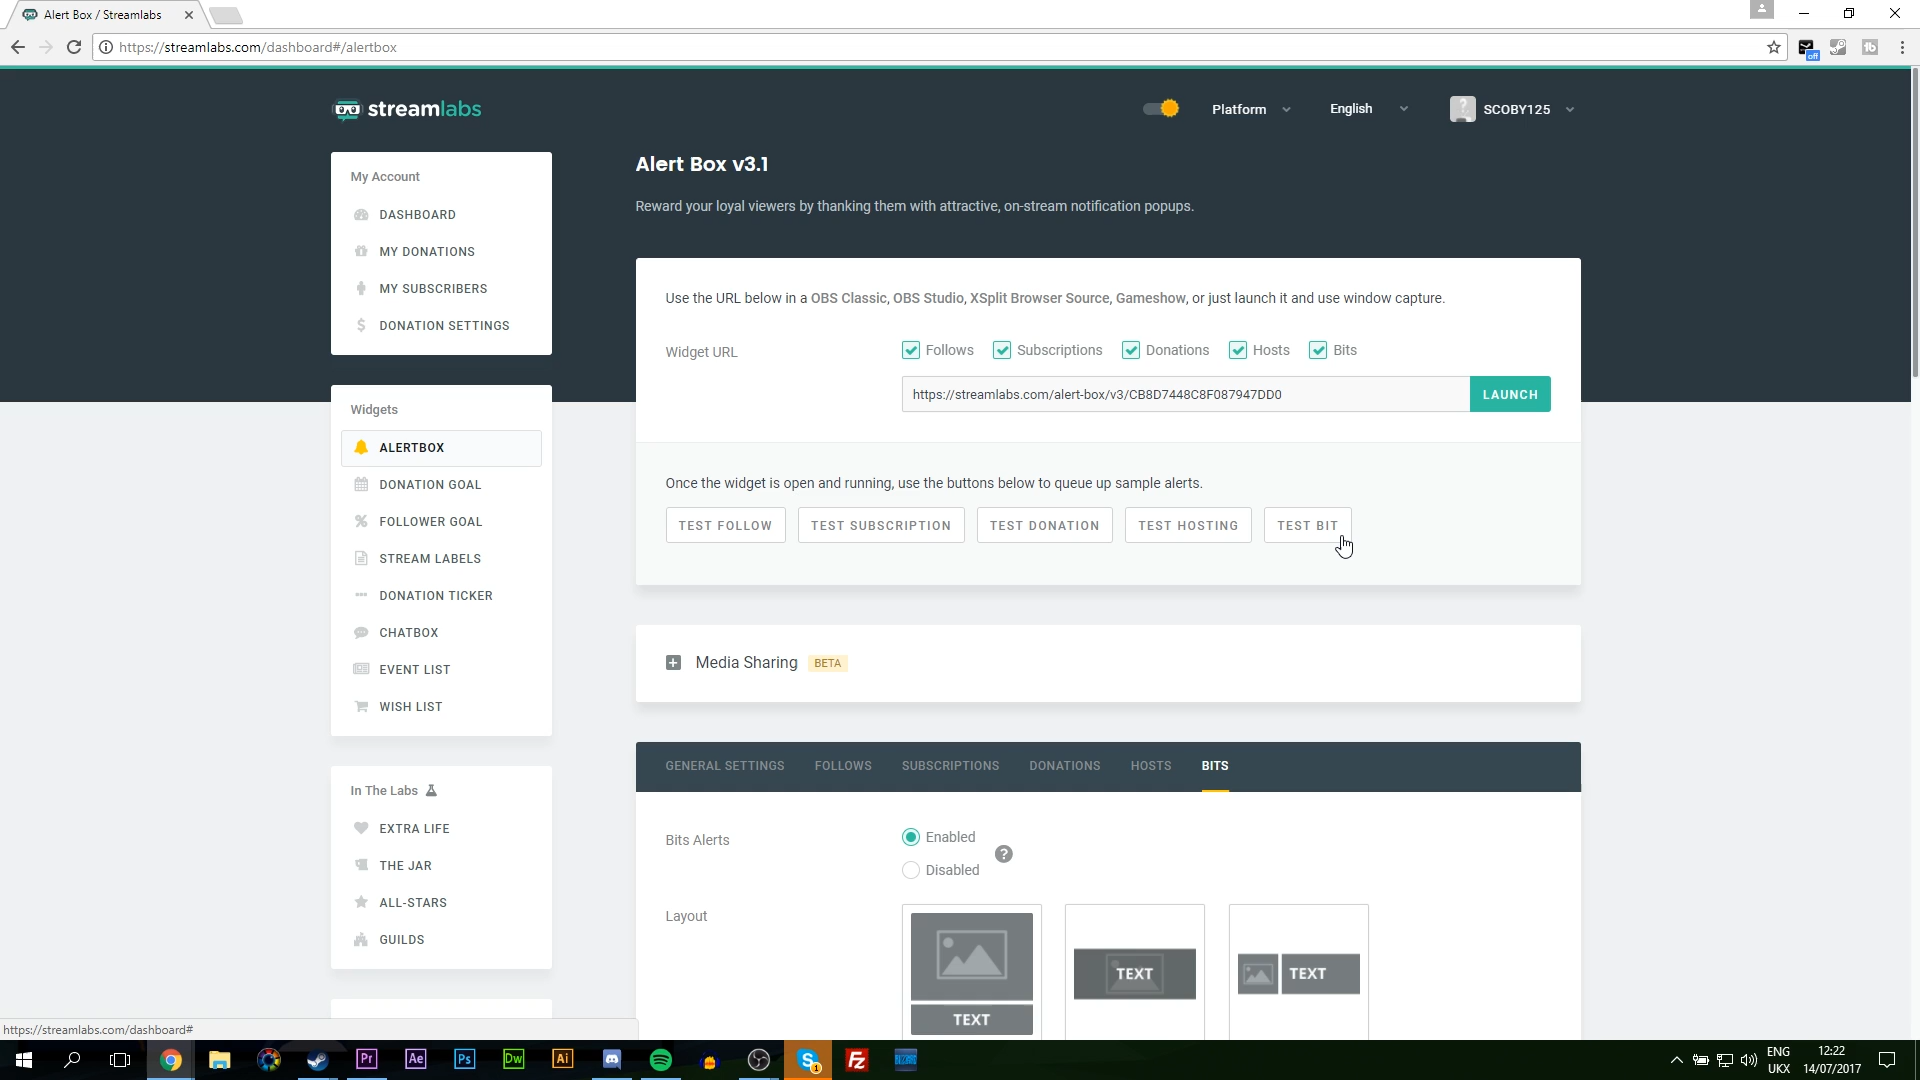 Alert Box / Streamlabs
https://streamlabs.com/dashboard#/alertbox
off
streamlabs
Platform
English
SCOBY125
My Account
DASHBOARD
MY DONATIONS
MY SUBSCRIBERS
DONATION SETTINGS
Widgets
ALERTBOX
DONATION GOAL
FOLLOWER GOAL
STREAM LABELS
DONATION TICKER
CHATBOX
EVENT LIST
WISH LIST
In The Labs
EXTRA LIFE
THE JAR
ALL-STARS
GUILDS
Alert Box v3.1
Reward your loyal viewers by thanking them with attractive, on-stream notification popups.
Use the URL below in a OBS Classic, OBS Studio, XSplit Browser Source, Gameshow, or just launch it and use window capture.
Widget URL
Follows Subscriptions Donations Hosts Bits
https://streamlabs.com/alert-box/v3/CB8D7448C8F087947DD0
LAUNCH
Once the widget is open and running, use the buttons below to queue up sample alerts.
TEST FOLLOW TEST SUBSCRIPTION TEST DONATION TEST HOSTING TEST BIT
Media Sharing BETA
GENERAL SETTINGS FOLLOWS SUBSCRIPTIONS DONATIONS HOSTS BITS
Bits Alerts
Enabled
?
Disabled
Layout
TEXT
TEXT
TEXT
https://streamlabs.com/dashboard#
Pr Ae Ps Dw Ai S 1 Fz
ENG
UKX
12:22
14/07/2017